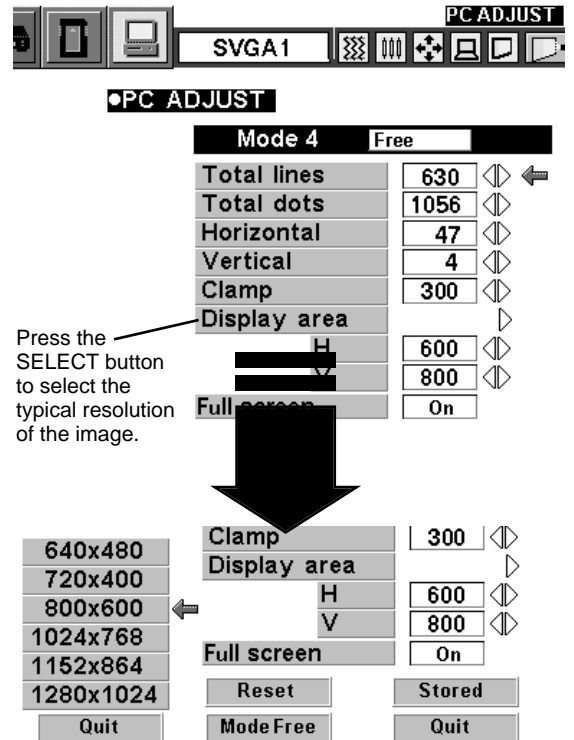 PC ADJUST
SVGA1
●PC ADJUST
Mode 4 Free
Total lines 630
Total dots 1056
Horizontal 47
Vertical 4
Clamp 300
Display area
H 600
800
Full 
On
Press the
SELECT button
to select the
typical resolution
of the image.
Clamp 300
Display area
H 600
V 800
Full screen On
640x480
720x400
800x600
1024x768
1152x864
1280x1024
Quit
Reset Stored
Mode Free Quit